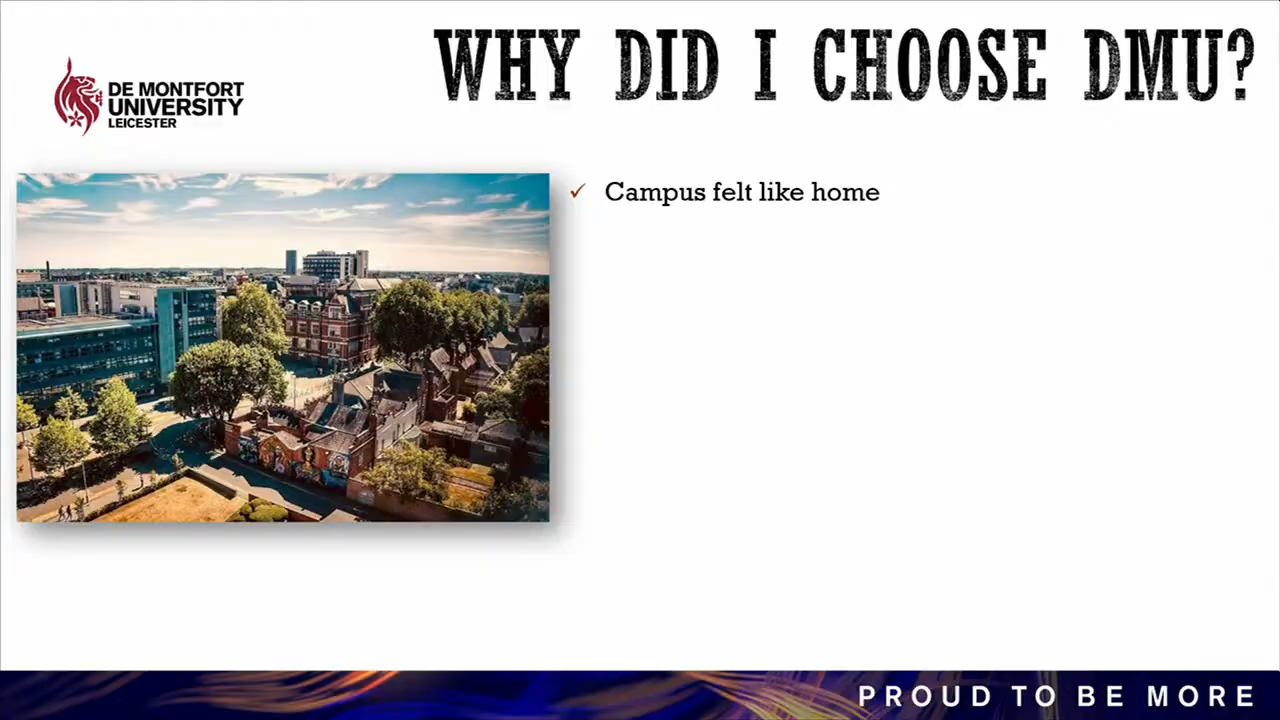 WHY DID I CHOOSE DMU?
DE MONTFORT
UNIVERSITY
LEICESTER
Campus felt like home
PROUD TO BE MORE